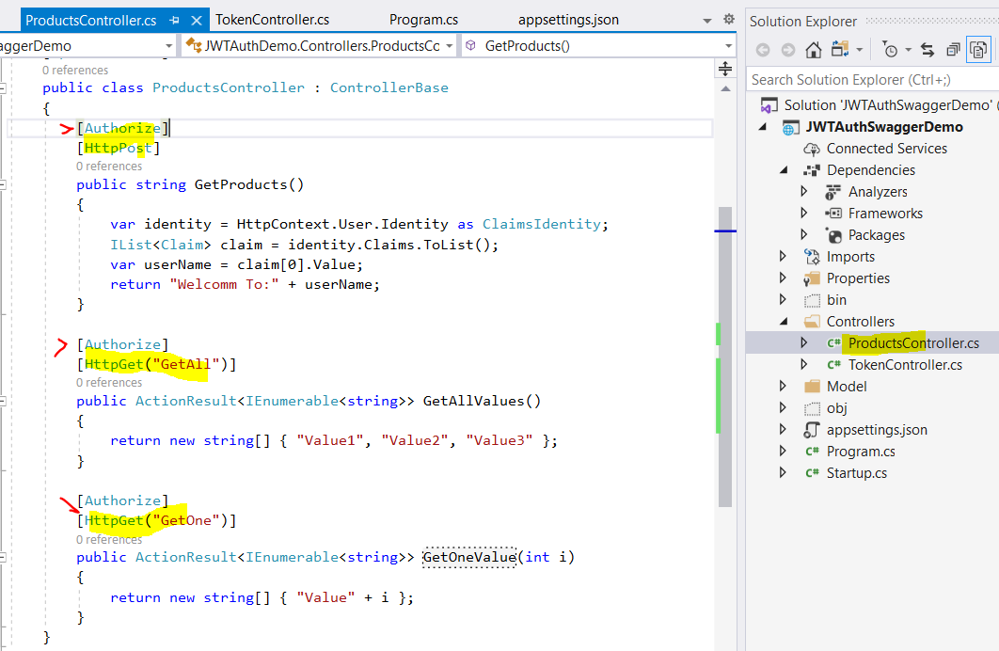 ProductsController.cs
TokenController.cs
Program.cs
appsettings.json
aggerDemo
JWTAuthDemo.Controllers.ProductsCo
GetProducts()
0 references
public class ProductsController : ControllerBase
{
[Authorize]
[HttpPost]
0 references
public string GetProducts()
{
var identity = HttpContext.User.Identity as ClaimsIdentity;
IList<Claim> claim = identity.Claims.ToList();
var userName = claim[0].Value;
return "Welcomm To:" + userName;
}
[Authorize]
[HttpGet("GetAll")]
0 references
public ActionResult<IEnumerable<string>> GetAllValues()
{
return new string[] { "Value1", "Value2", "Value3" };
}
[Authorize]
[HttpGet("GetOne")]
0 references
public ActionResult<IEnumerable<string>> GetOneValue(int i)
{
return new string[] { "Value" + i };
}
}
Solution Explorer
Search Solution Explorer (Ctrl+;)
Solution 'JWTAuthSwaggerDemo' (
JWTAuthSwaggerDemo
Connected Services
Dependencies
Analyzers
Frameworks
Packages
Imports
Properties
bin
Controllers
C# ProductsController.cs
C# TokenController.cs
Model
obj
appsettings.json
C# Program.cs
C# Startup.cs